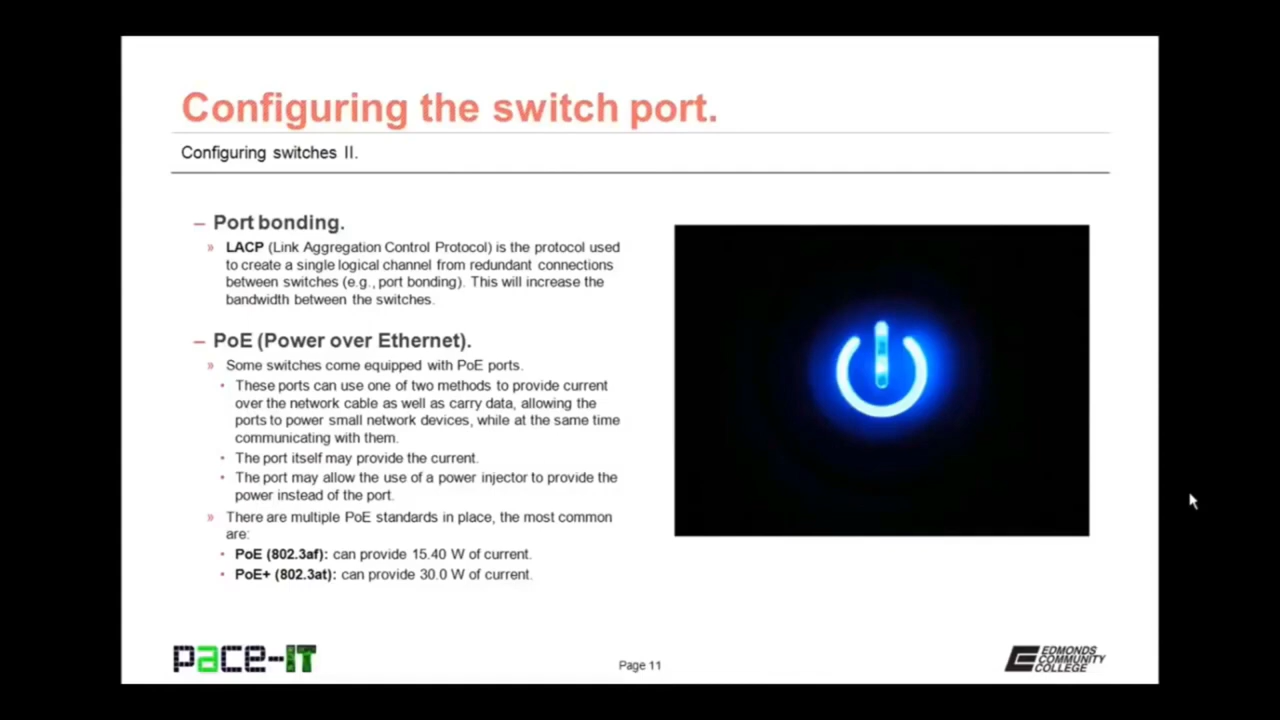 Configuring the switch port.
Configuring switches II.
– Port bonding.
» LACP (Link Aggregation Control Protocol) is the protocol used
to create a single logical channel from redundant connections
between switches (e.g., port bonding). This will increase the
bandwidth between the switches.
– PoE (Power over Ethernet).
» Some switches come equipped with PoE ports.
• These ports can use one of two methods to provide current
over the network cable as well as carry data, allowing the
ports to power small network devices, while at the same time
communicating with them.
• The port itself may provide the current.
• The port may allow the use of a power injector to provide the
power instead of the port.
» There are multiple PoE standards in place, the most common
are:
• PoE (802.3af): can provide 15.40 W of current.
• PoE+ (802.3at): can provide 30.0 W of current.
pace-IT
Page 11
EDMONDS
COMMUNITY
COLLEGE